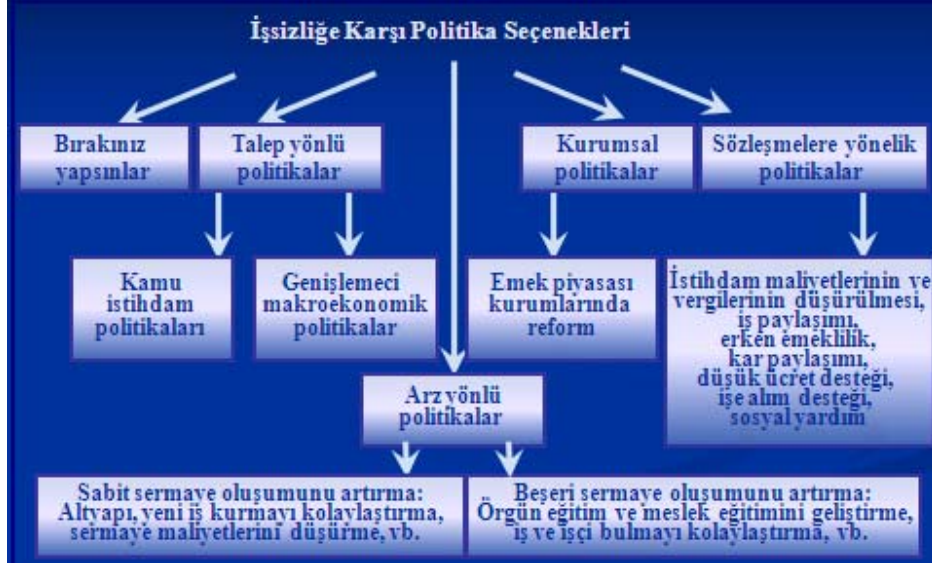 İşsizliğe Karşı Politika Seçenekleri
Bırakınız
yapsınlar
Talep yönlü
politikalar
Kurumsal
politikalar
Sözleşmelere yönelik
politikalar
Kamu
istihdam
politikaları
Genişlemeci
makroekonomik
politikalar
Emek piyasası
kurumlarında
reform
İstihdam maliyetlerinin ve
vergilerinin düşürülmesi,
iş paylaşımı,
erken emeklilik,
kar paylaşımı,
düşük ücret desteği,
işe alım desteği,
sosyal yardım
Arz yönlü
politikalar
Sabit sermaye oluşumunu artırma:
Altyapı, yeni iş kurmayı kolaylaştırma,
sermaye maliyetlerini düşürme, vb.
Beşeri sermaye oluşumunu artırma:
Örgün eğitim ve meslek eğitimini geliştirme,
iş ve işçi bulmayı kolaylaştırma, vb.